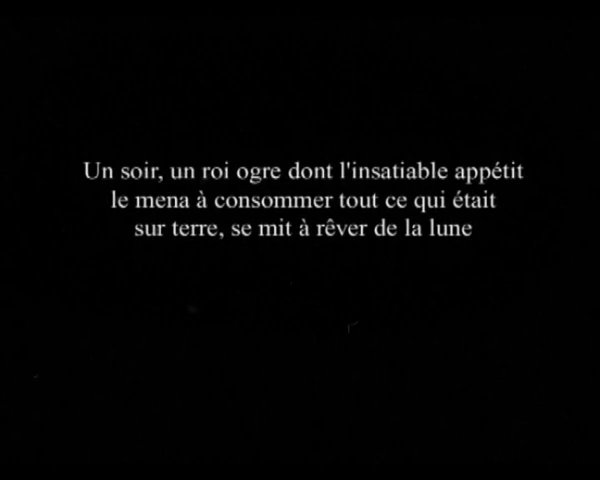 Un soir, un roi ogre dont l'insatiable appétit
le mena à consommer tout ce qui était
sur terre, se mit à rêver de la lune